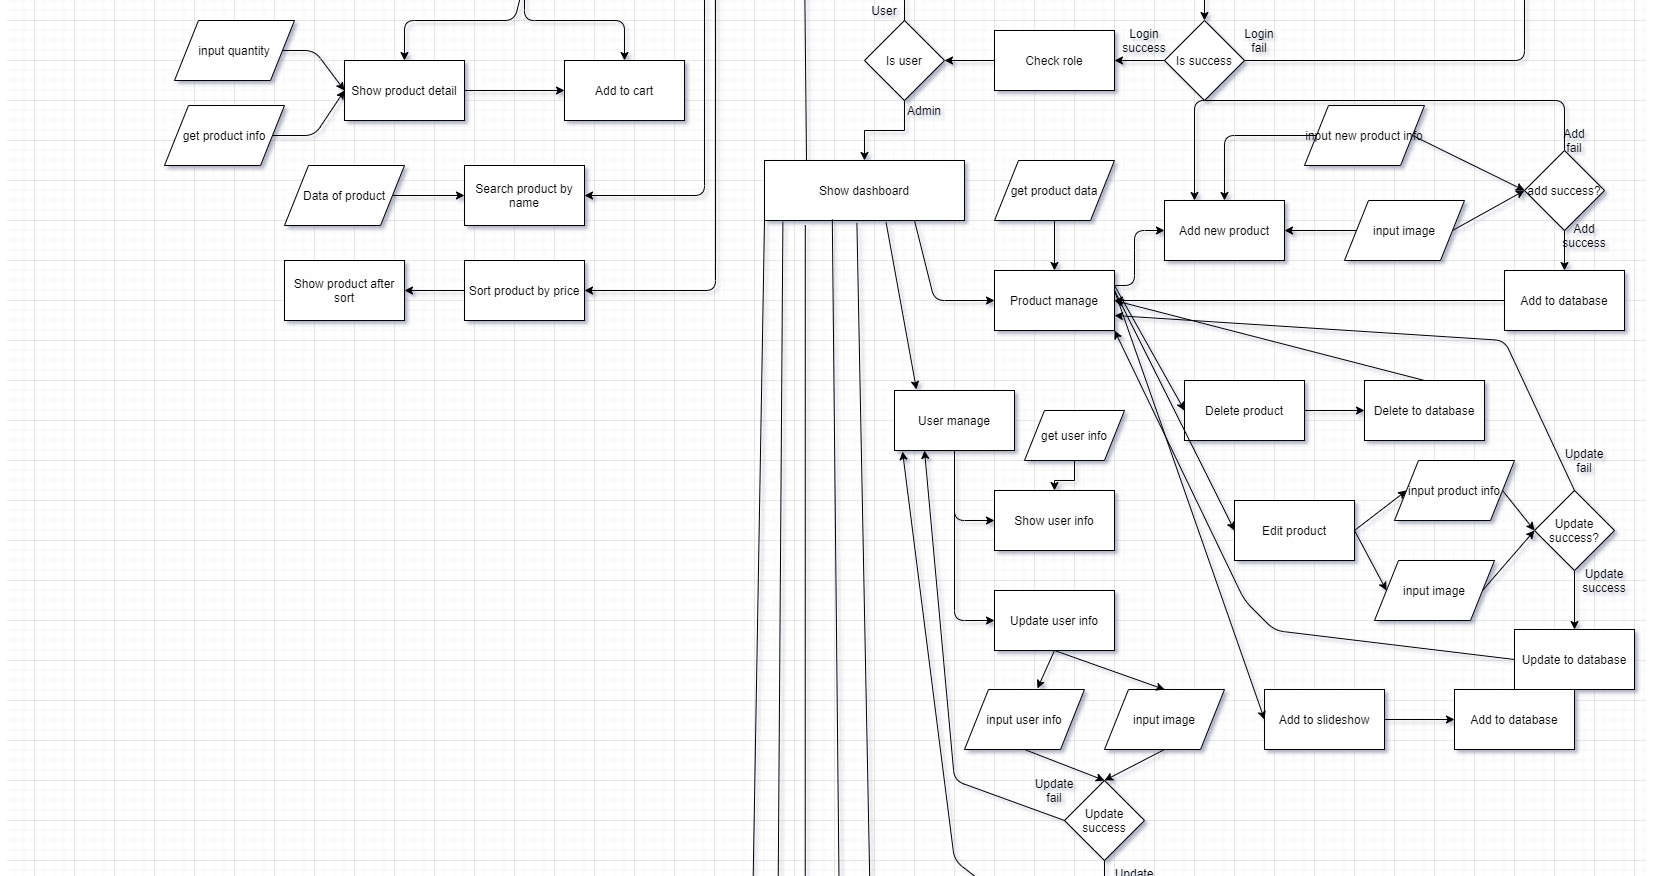 User
Login
success
Login
fail
input quantity
Is user
Check role
Is success
Show product detail
Add to cart
Admin
get product info
input new product info
Add
fail
Data of product
Search product by
name
Show dashboard
get product data
add success?
Add new product
input image
Add
success
Show product after
sort
Sort product by price
Product manage
Add to database
Delete product
Delete to database
User manage
get user info
Update
fail
input product info
Show user info
Edit product
Update
success?
Update
success
input image
Update user info
Update to database
input user info
input image
Add to slideshow
Add to database
Update
fail
Update
success
Update